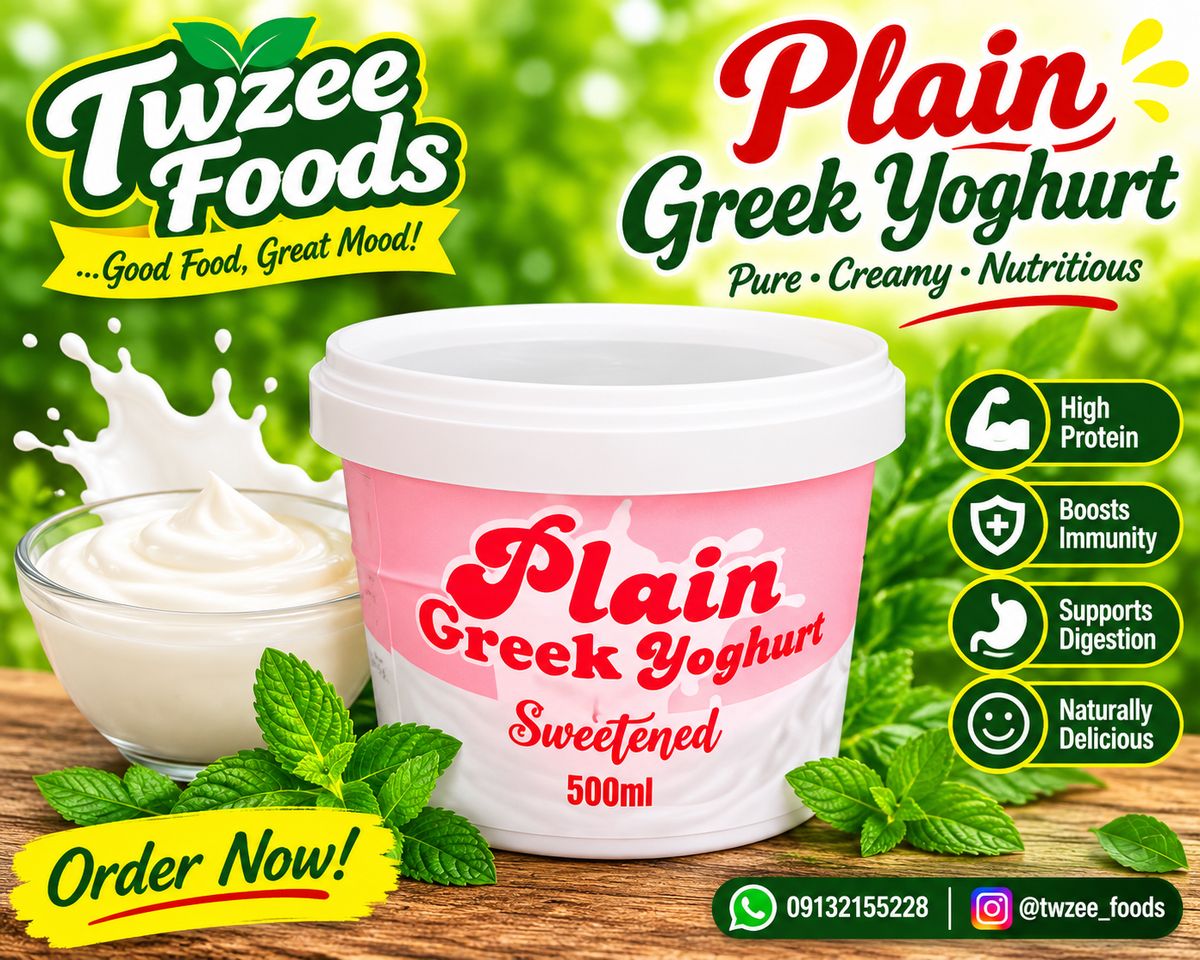 Twzee
Foods
...Good Food, Great Mood!
Plain
Greek Yoghurt
Pure • Creamy • Nutritious
High
Protein
Boosts
Immunity
Supports
Digestion
Naturally
Delicious
Plain
Greek Yoghurt
Sweetened
500ml
Order Now!
09132155228 | @twzee_foods